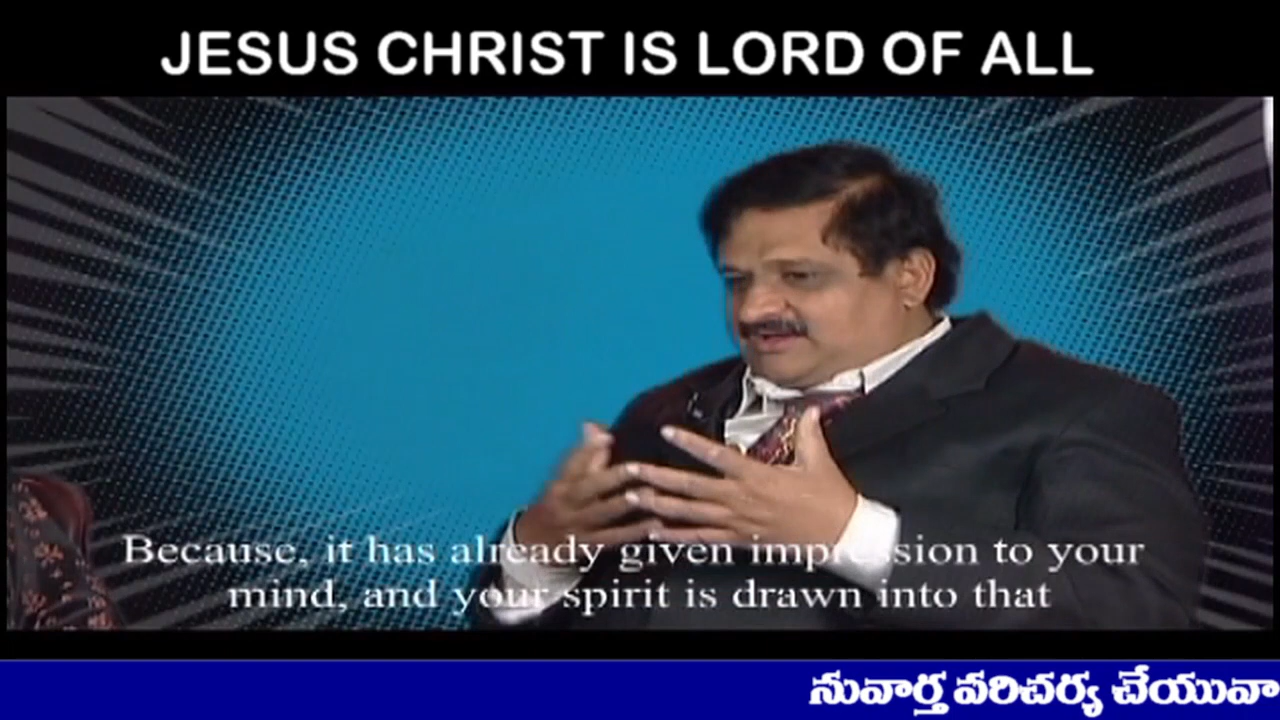 JESUS CHRIST IS LORD OF ALL
Because, it has already given impression to your
mind, and your spirit is drawn into that
నువార్త పరిచర్య చేయువా